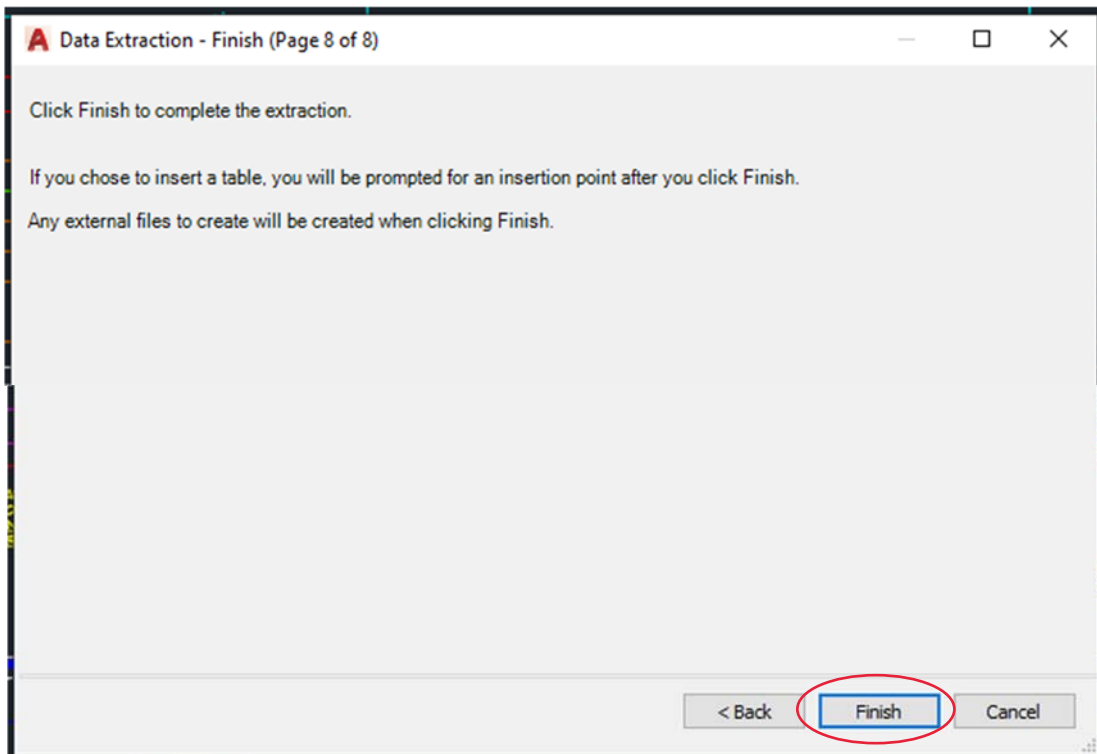 Data Extraction - Finish (Page 8 of 8)
Click Finish to complete the extraction.
If you chose to insert a table, you will be prompted for an insertion point after you click Finish.
Any external files to create will be created when clicking Finish.
< Back Finish Cancel